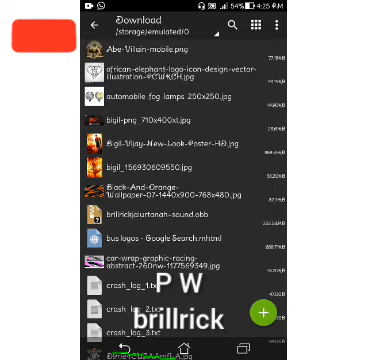 54% 4:25 PM
Download
/storage/emulated/0
Abe-Villain-mobile.png
african-elephant-logo-icon-design-vector-
illustration-PCWJCH.jpg
automobile fog-lamps 250x250.jpg
bigil-png 710x400xt.jpg
Bigil-Vijay-New-Look-Poster-HD.jpg
bigil_156930609550.jpg
Black-And-Orange-
Wallpaper-07-1440x900-768x480.jpg
brillrickjalurtanah-sound.obb
bus logos - Google Search.mhtml
car-wrap-graphic-racing-
abstract-260nw-1177569349.jpg
crash_log_1.txt
P W
crash_log_2.txt
brillrick
crash_log_3.txt